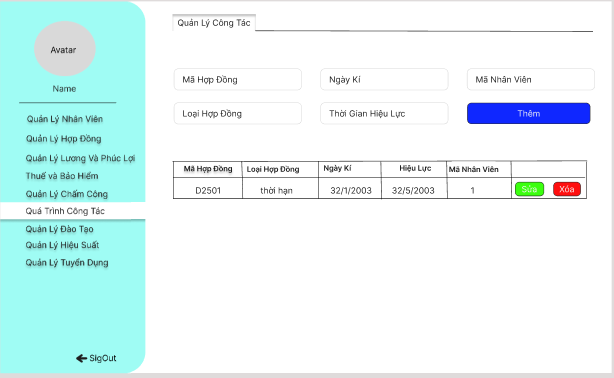 Avatar
Name
Quản Lý Nhân Viên
Quản Lý Hợp Đồng
Quản Lý Lương Và Phúc Lợi
Thuế và Bảo Hiểm
Quản Lý Chấm Công
Quá Trình Công Tác
Quản Lý Đào Tạo
Quản Lý Hiệu Suất
Quản Lý Tuyển Dụng
SigOut
Quản Lý Công Tác
Mã Hợp Đồng Ngày Kí Mã Nhân Viên
Loại Hợp Đồng Thời Gian Hiệu Lực Thêm
Mã Hợp Đồng Loại Hợp Đồng Ngày Kí Hiệu Lực Mã Nhân Viên
D2501 thời hạn 32/1/2003 32/5/2003 1 Sửa Xóa